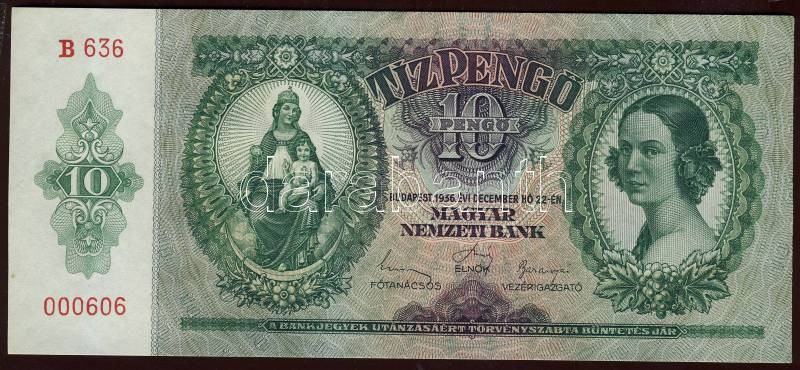 B 636
TÍZPENGŐ
10
PENGŐ
10
BUDAPEST, 1936. ÉVI DECEMBER HÓ 22-ÉN.
MAGYAR
NEMZETI BANK
ELNÖK
FŐTANÁCSOS
VEZÉRIGAZGATÓ
000606
A BANKJEGYEK UTÁNZÁSÁÉRT TÖRVÉNYSZABTA BÜNTETÉS JÁR
darabanth